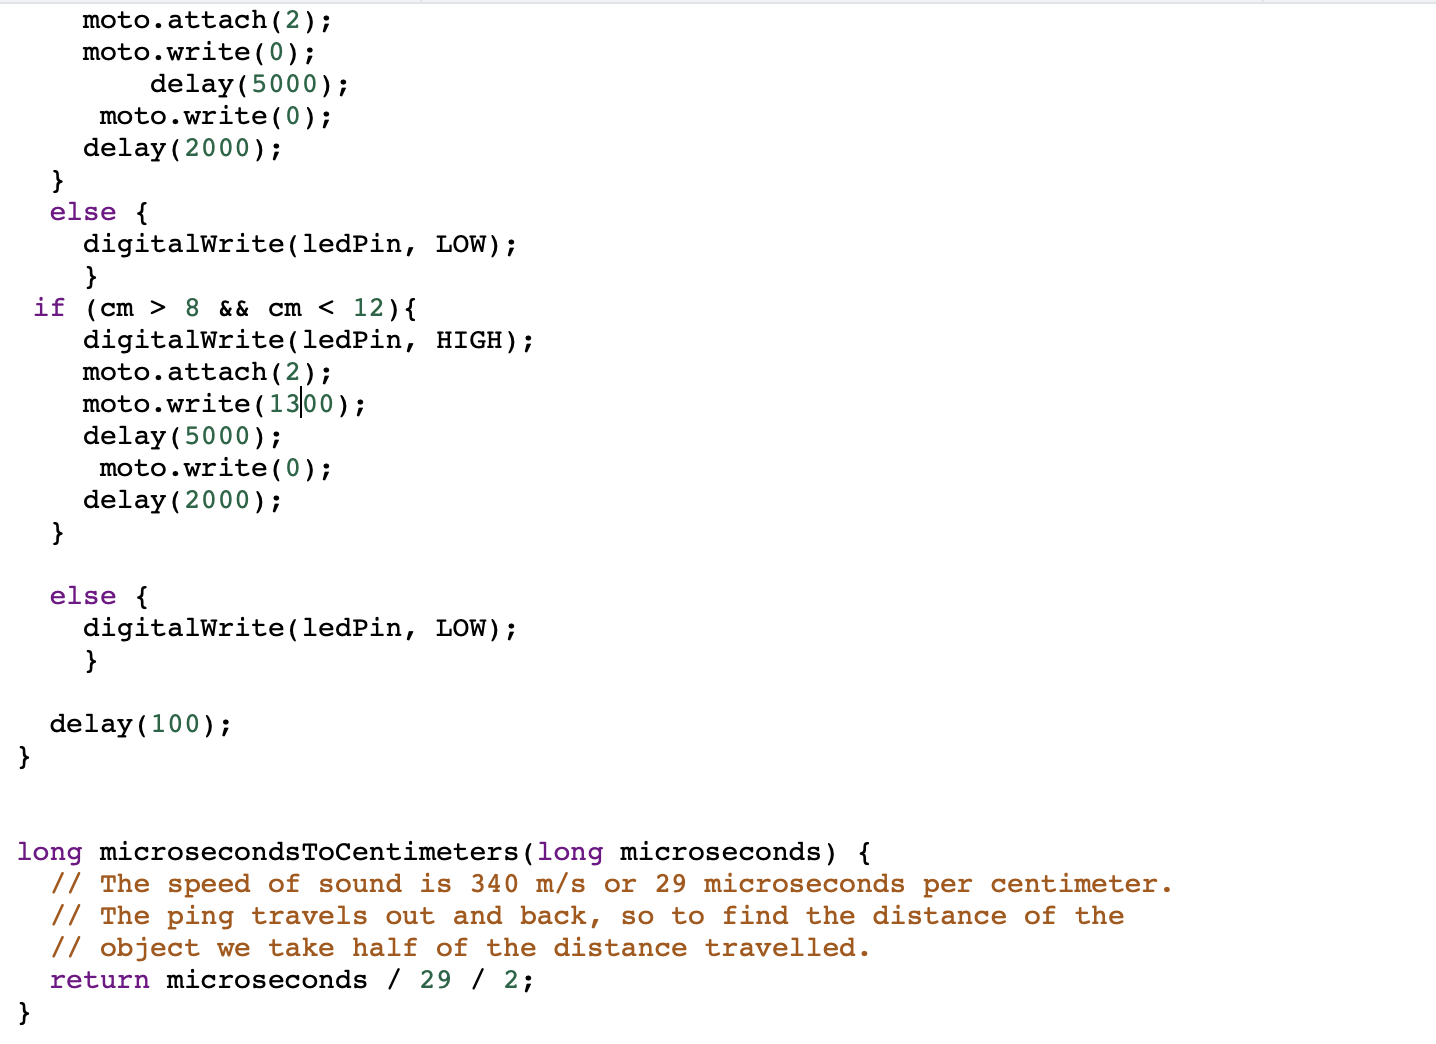 moto.attach(2);
moto.write(0);
delay(5000);
moto.write(0);
delay(2000);
}
else {
digitalWrite(ledPin, LOW);
}
if (cm > 8 && cm < 12){
digitalWrite(ledPin, HIGH);
moto.attach(2);
moto.write(1300);
delay(5000);
moto.write(0);
delay(2000);
}
else {
digitalWrite(ledPin, LOW);
}
delay(100);
}
long microsecondsToCentimeters(long microseconds) {
// The speed of sound is 340 m/s or 29 microseconds per centimeter.
// The ping travels out and back, so to find the distance of the
// object we take half of the distance travelled.
return microseconds / 29 / 2;
}